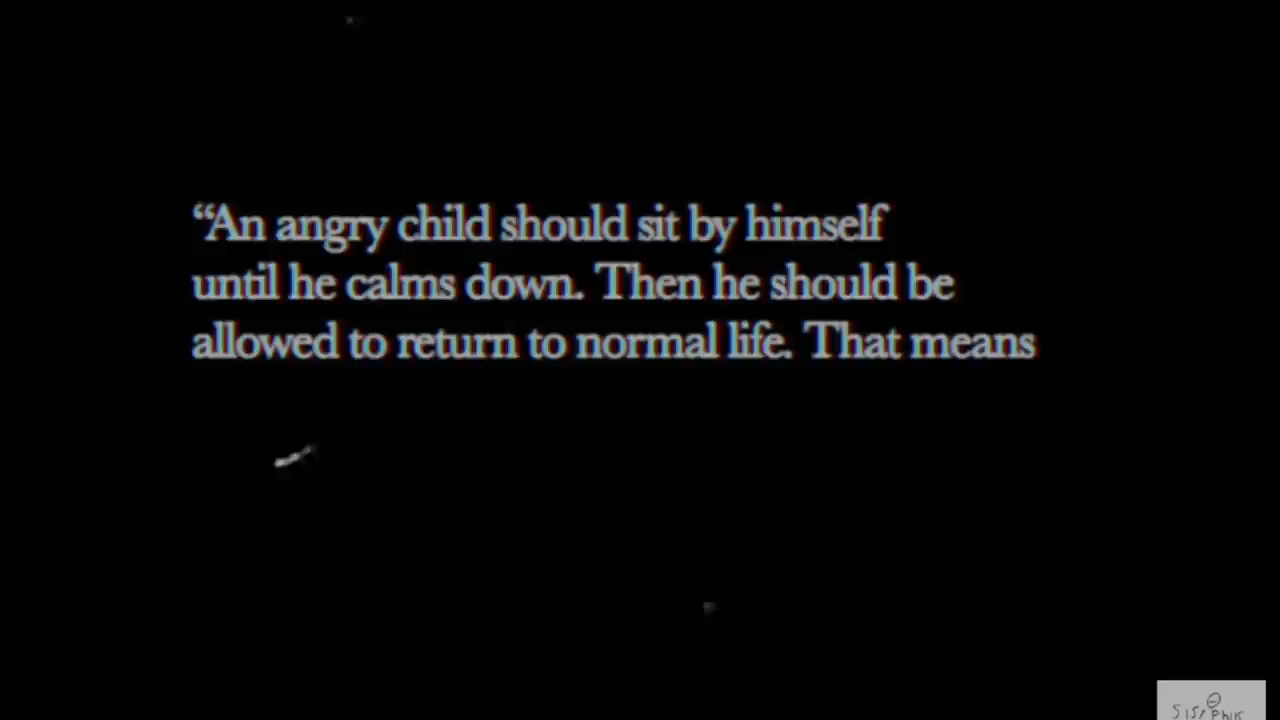 “An angry child should sit by himself
until he calms down. Then he should be
allowed to return to normal life. That means